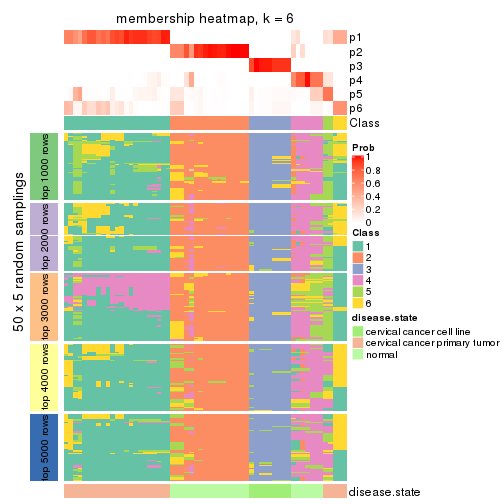 membership heatmap, k = 6
p1
p2
p3
p4
p5
p6
Class
50 x 5 random samplings
top 1000 rows
top 2000 rows
top 3000 rows
top 4000 rows
top 5000 rows
Prob
1
0.8
0.6
0.4
0.2
0
Class
1
2
3
4
5
6
disease.state
cervical cancer cell line
cervical cancer primary tumor
normal
disease.state